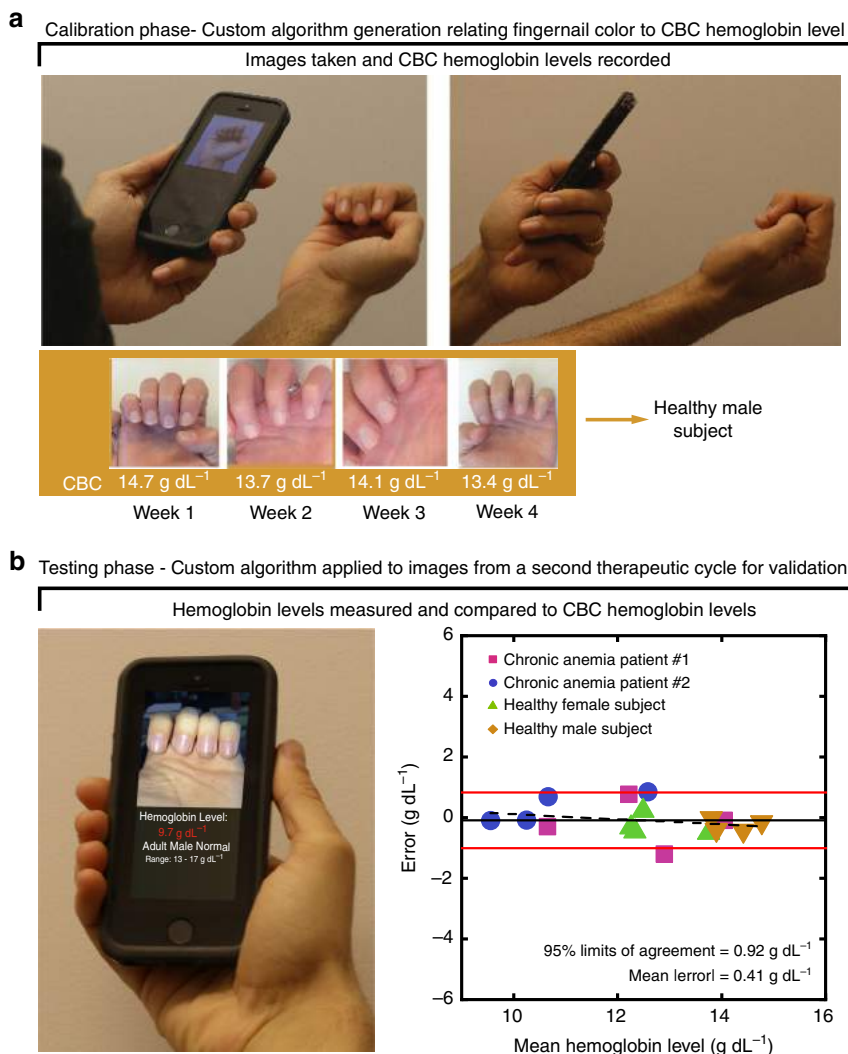 a
Calibration phase- Custom algorithm generation relating fingernail color to CBC hemoglobin level
Images taken and CBC hemoglobin levels recorded
CBC
14.7 g dL⁻¹
13.7 g dL⁻¹
14.1 g dL⁻¹
13.4 g dL⁻¹
Week 1
Week 2
Week 3
Week 4
Healthy male
subject
b
Testing phase - Custom algorithm applied to images from a second therapeutic cycle for validation
Hemoglobin levels measured and compared to CBC hemoglobin levels
Hemoglobin Level:
9.7 g dL⁻¹
Adult Male Normal
Range: 13 - 17 g dL⁻¹
Error (g dL⁻¹)
6
4
2
0
−2
−4
−6
Chronic anemia patient #1
Chronic anemia patient #2
Healthy female subject
Healthy male subject
95% limits of agreement = 0.92 g dL⁻¹
Mean |error| = 0.41 g dL⁻¹
10
12
14
16
Mean hemoglobin level (g dL⁻¹)